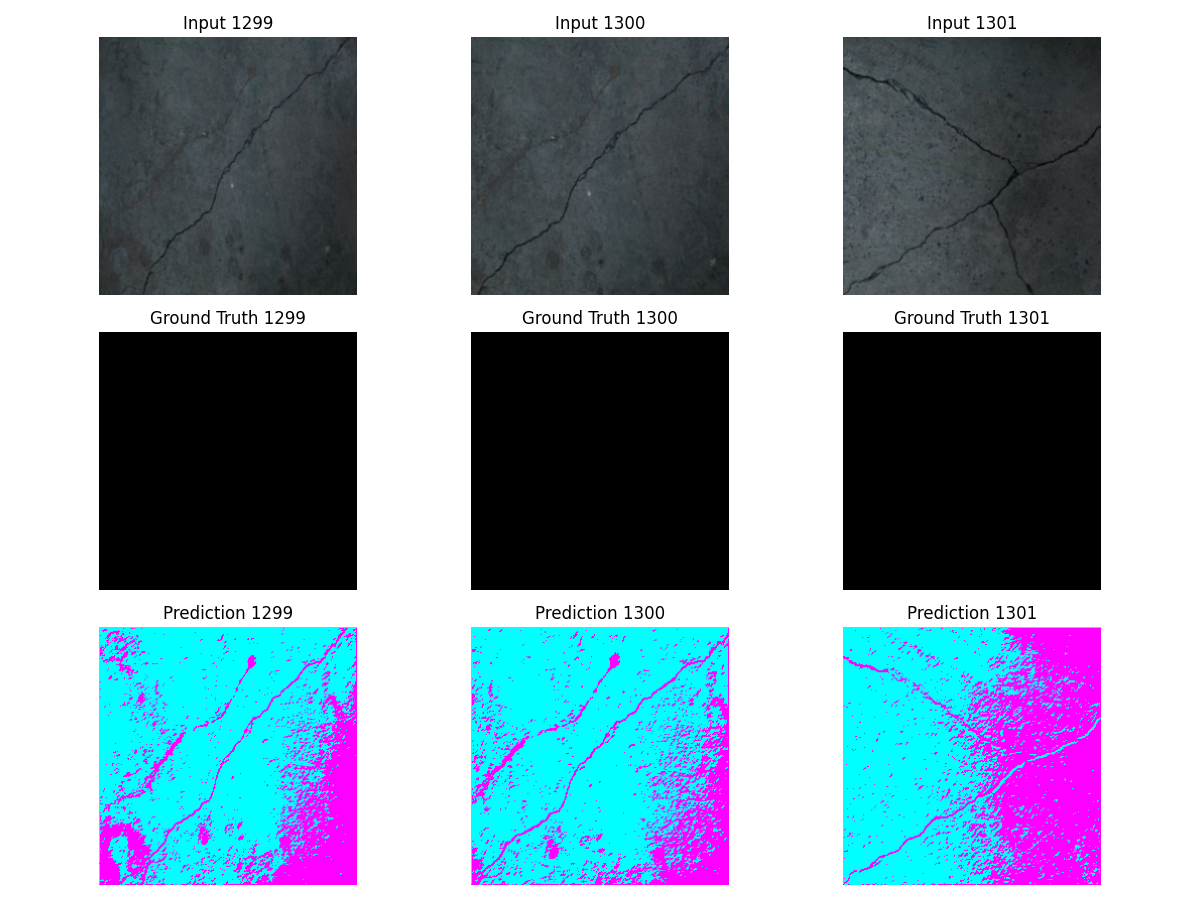 Input 1299
Input 1300
Input 1301
Ground Truth 1299
Ground Truth 1300
Ground Truth 1301
Prediction 1299
Prediction 1300
Prediction 1301